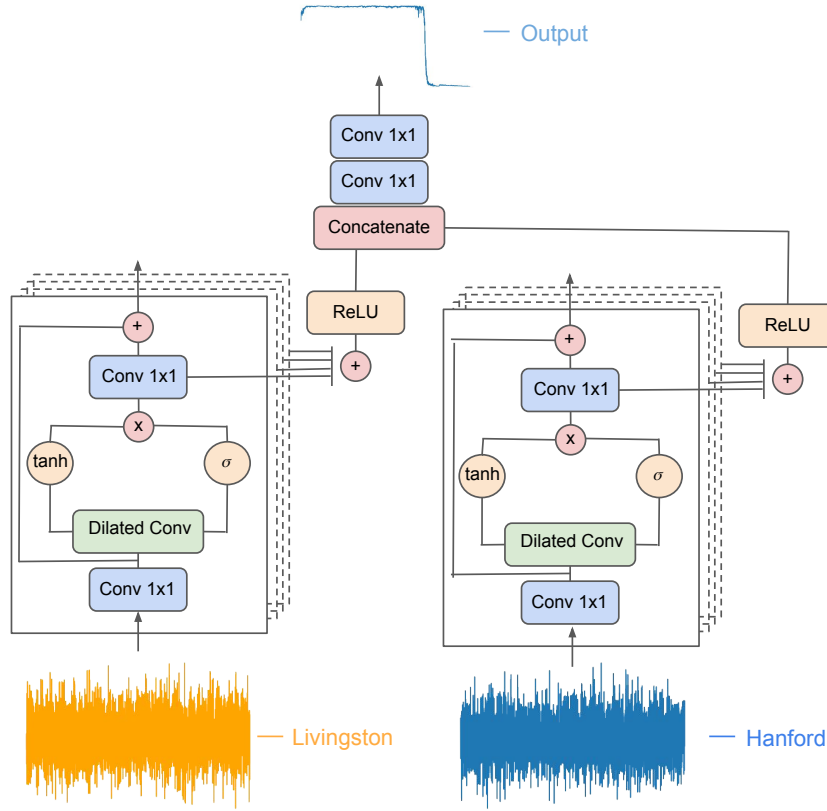 Output
Conv 1x1
Conv 1x1
Concatenate
ReLU
+
+
Conv 1x1
x
tanh
σ
Dilated Conv
Conv 1x1
Livingston
ReLU
+
+
Conv 1x1
x
tanh
σ
Dilated Conv
Conv 1x1
Hanford